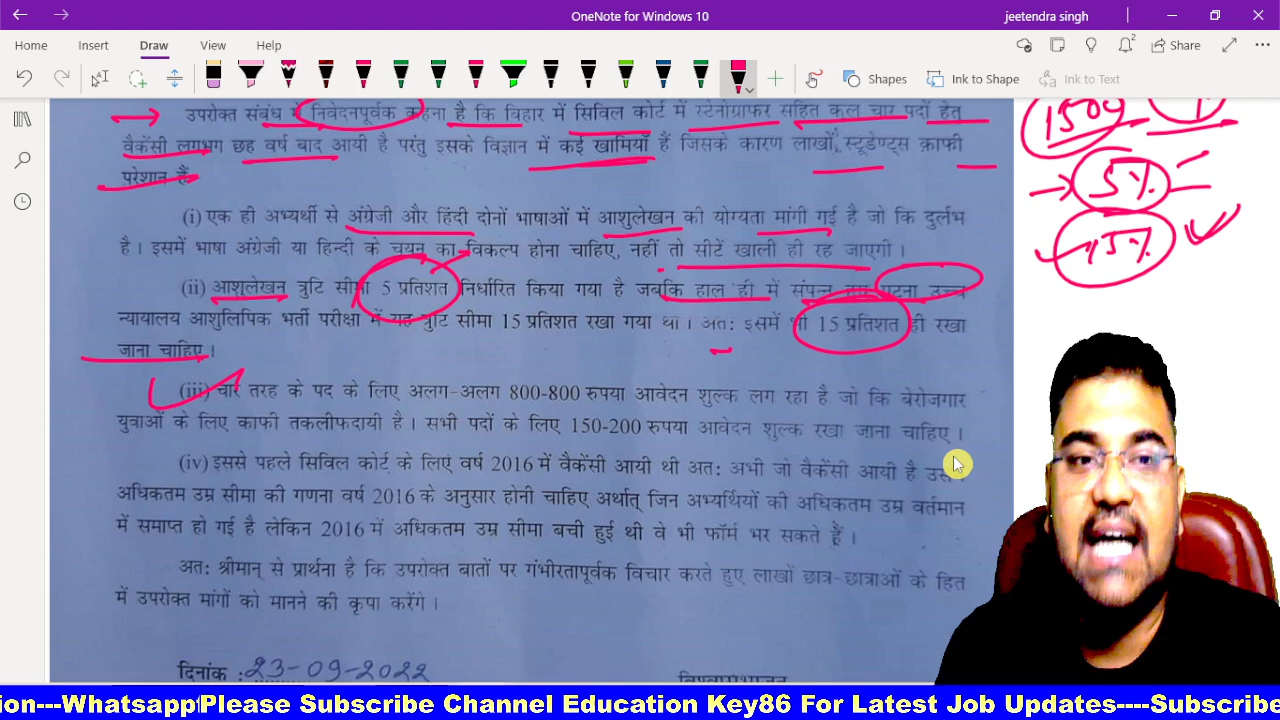 OneNote for Windows 10
jeetendra singh
Home Insert Draw View Help
Share
Shapes Ink to Shape Ink to Text
उपरोक्त संबंध में निवेदनपूर्वक कहना है कि बिहार में सिविल कोर्ट में स्टेनोग्राफर सहित कुल चार पदों हेतु
वैकेंसी लगभग छह वर्ष बाद आयी है परंतु इसके विज्ञान में कई खामियाँ हैं जिसके कारण लाखों स्टूडेण्ट्स क़ाफी
परेशान हैं
(i) एक ही अभ्यर्थी से अंग्रेजी और हिंदी दोनों भाषाओं में आशुलेखन की योग्यता मांगी गई है जो कि दुर्लभ
है। इसमें भाषा अंग्रेजी या हिन्दी के चयन का विकल्प होना चाहिए, नहीं तो सीटें खाली ही रह जाएगी।
(ii) आशुलेखन त्रुटि सीमा 5 प्रतिशत निर्धारित किया गया है जबकि हाल ही में संपन्न पटना उच्च
न्यायालय आशुलिपिक भर्ती परीक्षा में यह त्रुटि सीमा 15 प्रतिशत रखा गया था। अत: इसमें भी 15 प्रतिशत ही रखा
जाना चाहिए।
(iii) चार तरह के पद के लिए अलग-अलग 800-800 रुपया आवेदन शुल्क लग रहा है जो कि बेरोजगार
युवाओं के लिए काफी तकलीफदायी है। सभी पदों के लिए 150-200 रुपया आवेदन शुल्क रखा जाना चाहिए।
(iv) इससे पहले सिविल कोर्ट के लिए वर्ष 2016 में वैकेंसी आयी थी अत: अभी जो वैकेंसी आयी है
अधिकतम उम्र सीमा की गणना वर्ष 2016 के अनुसार होनी चाहिए अर्थात् जिन अभ्यर्थियों की अधिकतम उम्र वर्तमान
में समाप्त हो गई है लेकिन 2016 में अधिकतम उम्र सीमा बची हुई थी वे भी फॉर्म भर सकते हैं।
अत: श्रीमान् से प्रार्थना है कि उपरोक्त बातों पर गंभीरतापूर्वक विचार करते हुए लाखों छात्र-छात्राओं के हित
में उपरोक्त मांगों को मानने की कृपा करेंगे।
दिनांक : 23-09-2022
5%
15%
ion---Whatsapp Please Subscribe Channel Education Key86 For Latest Job Updates----Subscribe